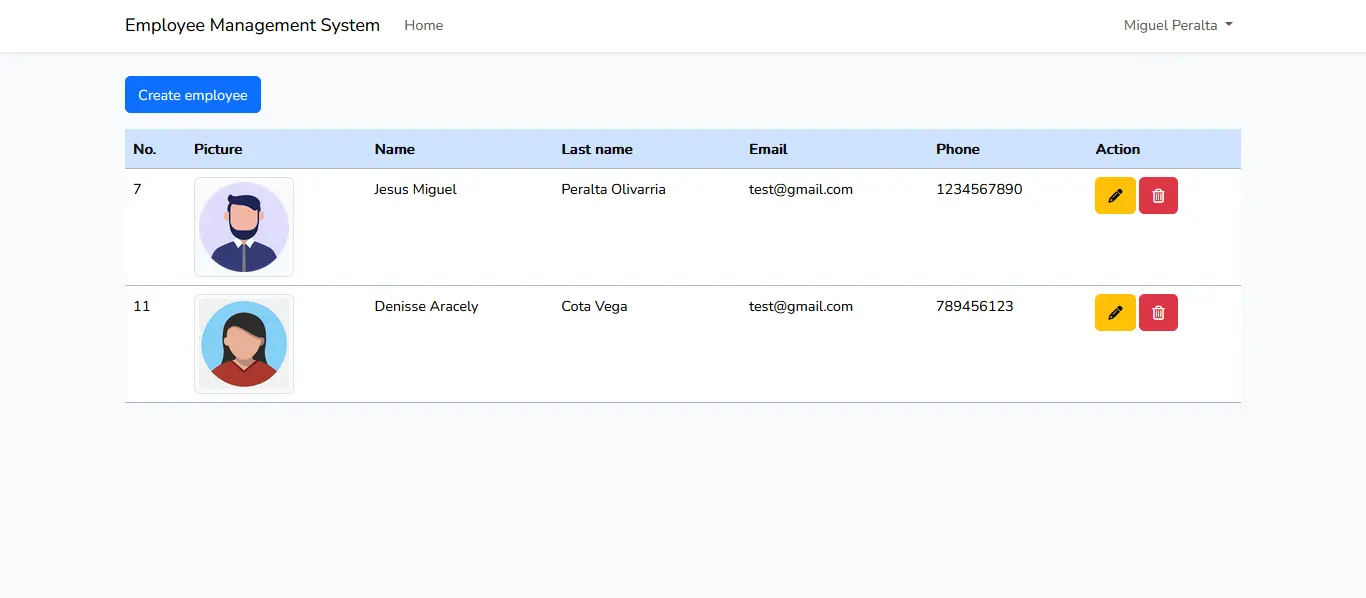 Employee Management System Home Miguel Peralta
Create employee
No. Picture Name Last name Email Phone Action
7 Jesus Miguel Peralta Olivarria test@gmail.com 1234567890
11 Denisse Aracely Cota Vega test@gmail.com 789456123